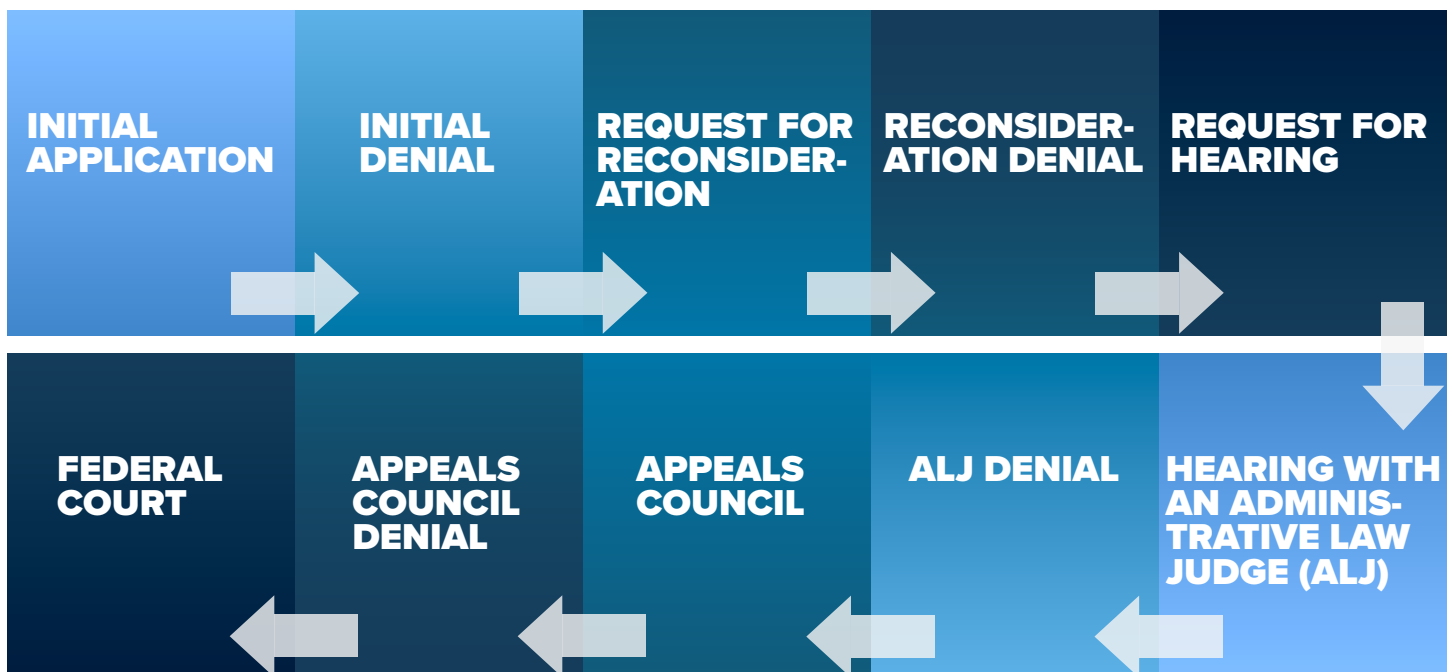 INITIAL
APPLICATION
INITIAL
DENIAL
REQUEST FOR
RECONSIDER-
ATION
RECONSIDER-
ATION DENIAL
REQUEST FOR
HEARING
HEARING WITH
AN ADMINIS-
TRATIVE LAW
JUDGE (ALJ)
ALJ DENIAL
APPEALS
COUNCIL
APPEALS
COUNCIL
DENIAL
FEDERAL
COURT